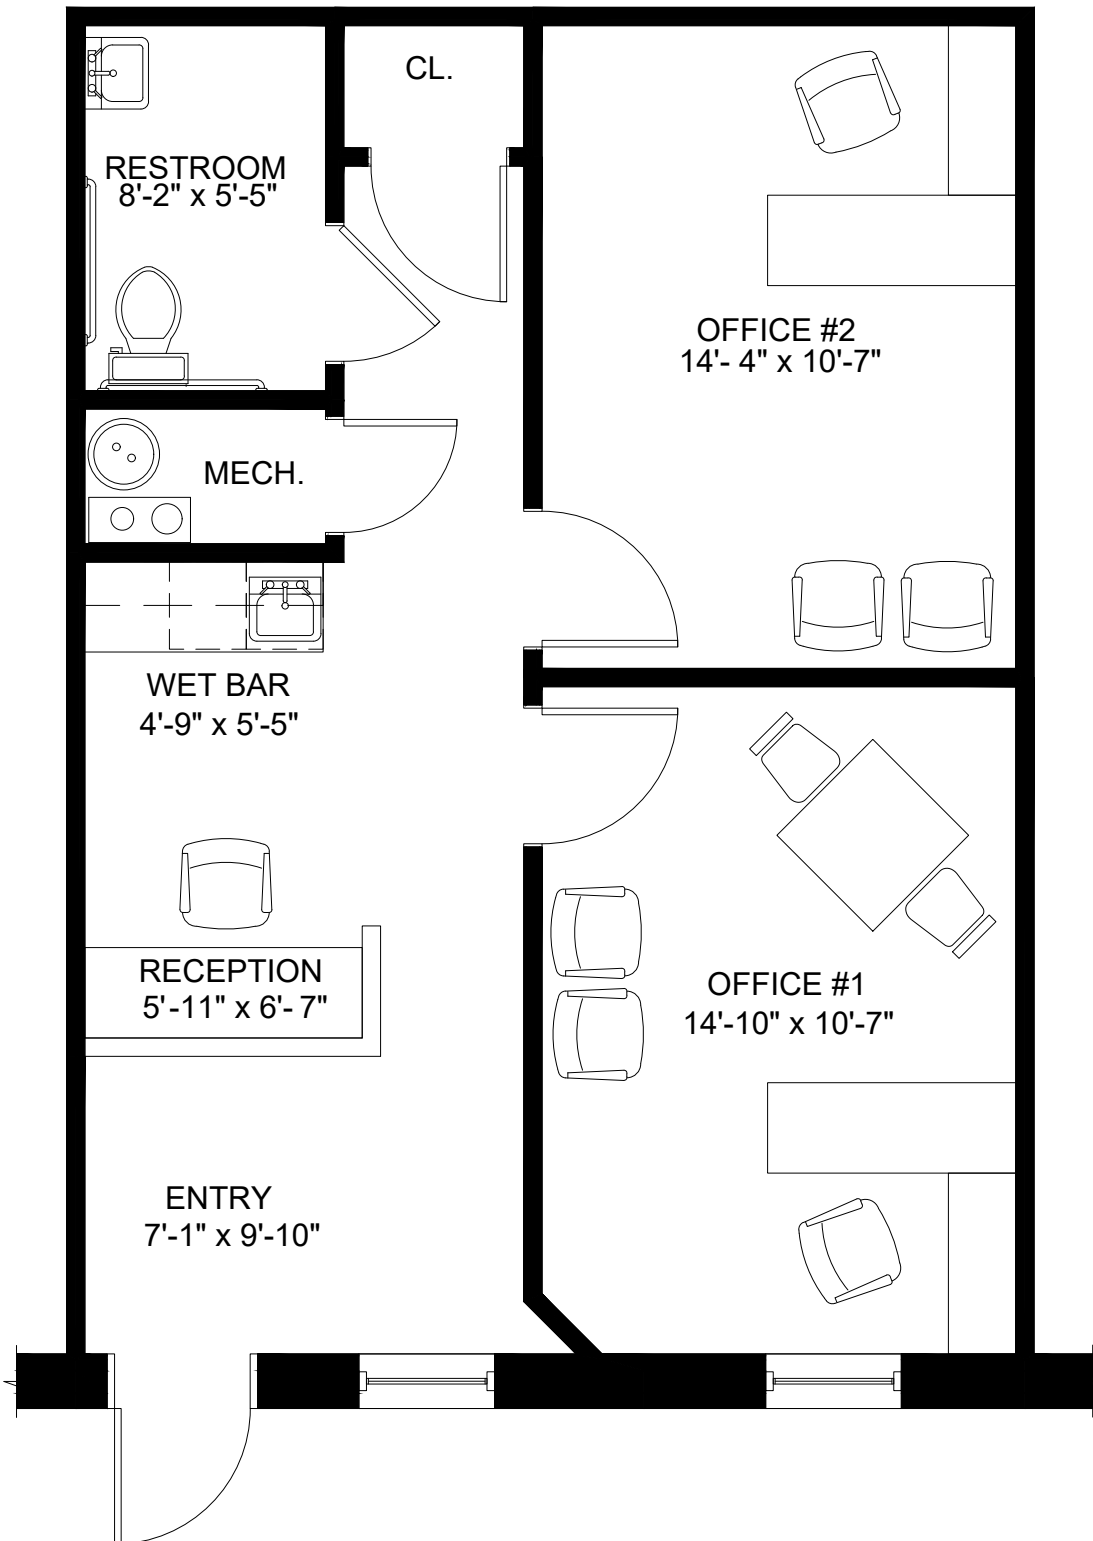 CL.
RESTROOM
8'-2" x 5'-5"
OFFICE #2
14'- 4" x 10'-7"
MECH.
WET BAR
4'-9" x 5'-5"
RECEPTION
5'-11" x 6'- 7"
OFFICE #1
14'-10" x 10'-7"
ENTRY
7'-1" x 9'-10"